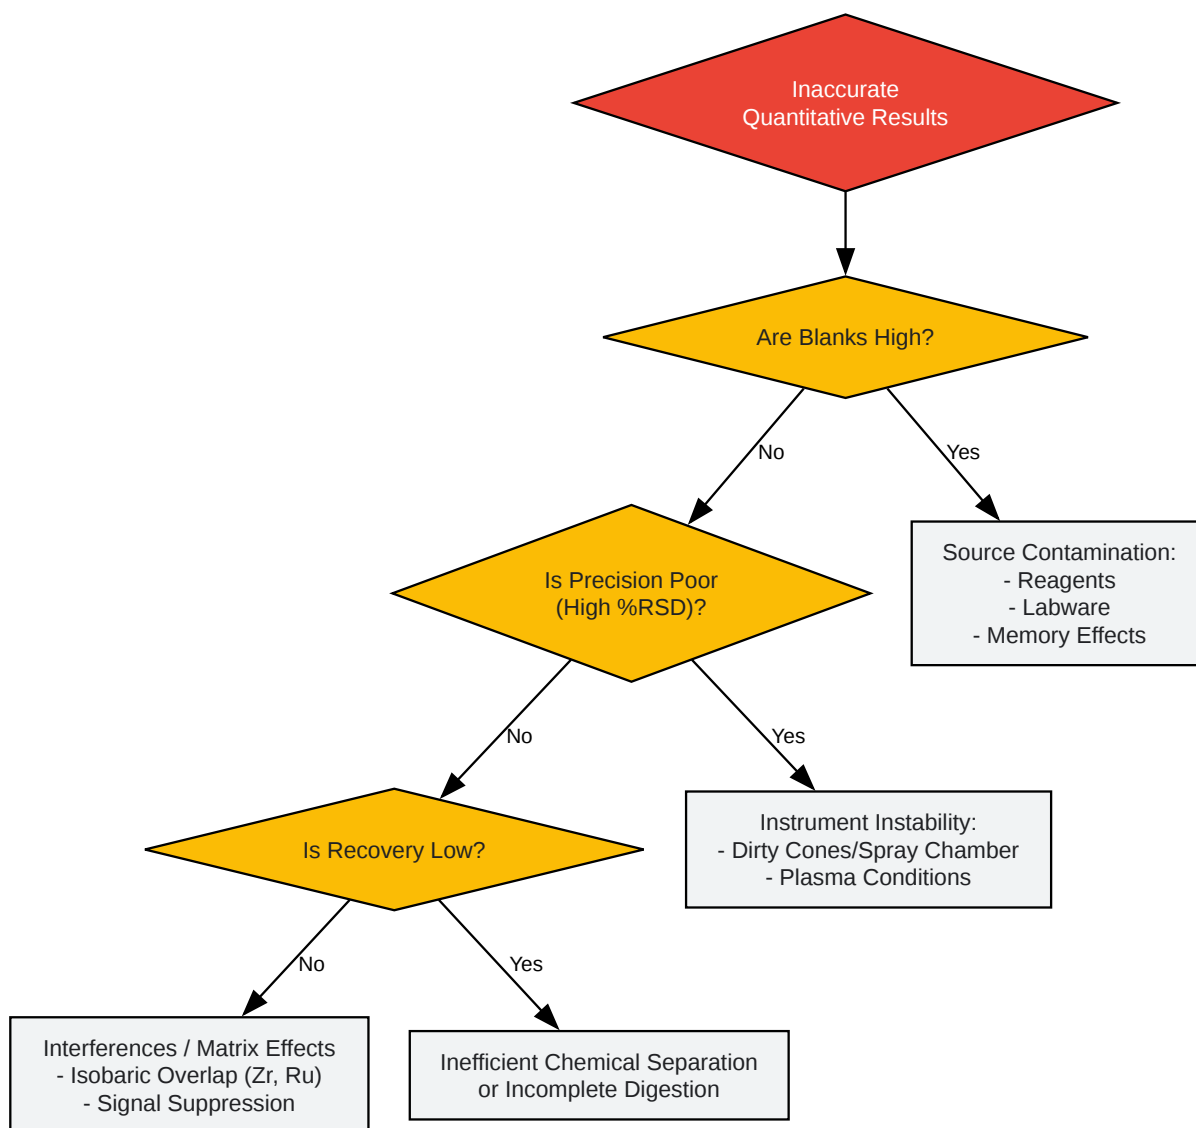 Inaccurate
Quantitative Results
Are Blanks High?
No
Yes
Source Contamination:
- Reagents
- Labware
- Memory Effects
Is Precision Poor
(High %RSD)?
No
Yes
Instrument Instability:
- Dirty Cones/Spray Chamber
- Plasma Conditions
Is Recovery Low?
No
Yes
Interferences / Matrix Effects
- Isobaric Overlap (Zr, Ru)
- Signal Suppression
Inefficient Chemical Separation
or Incomplete Digestion